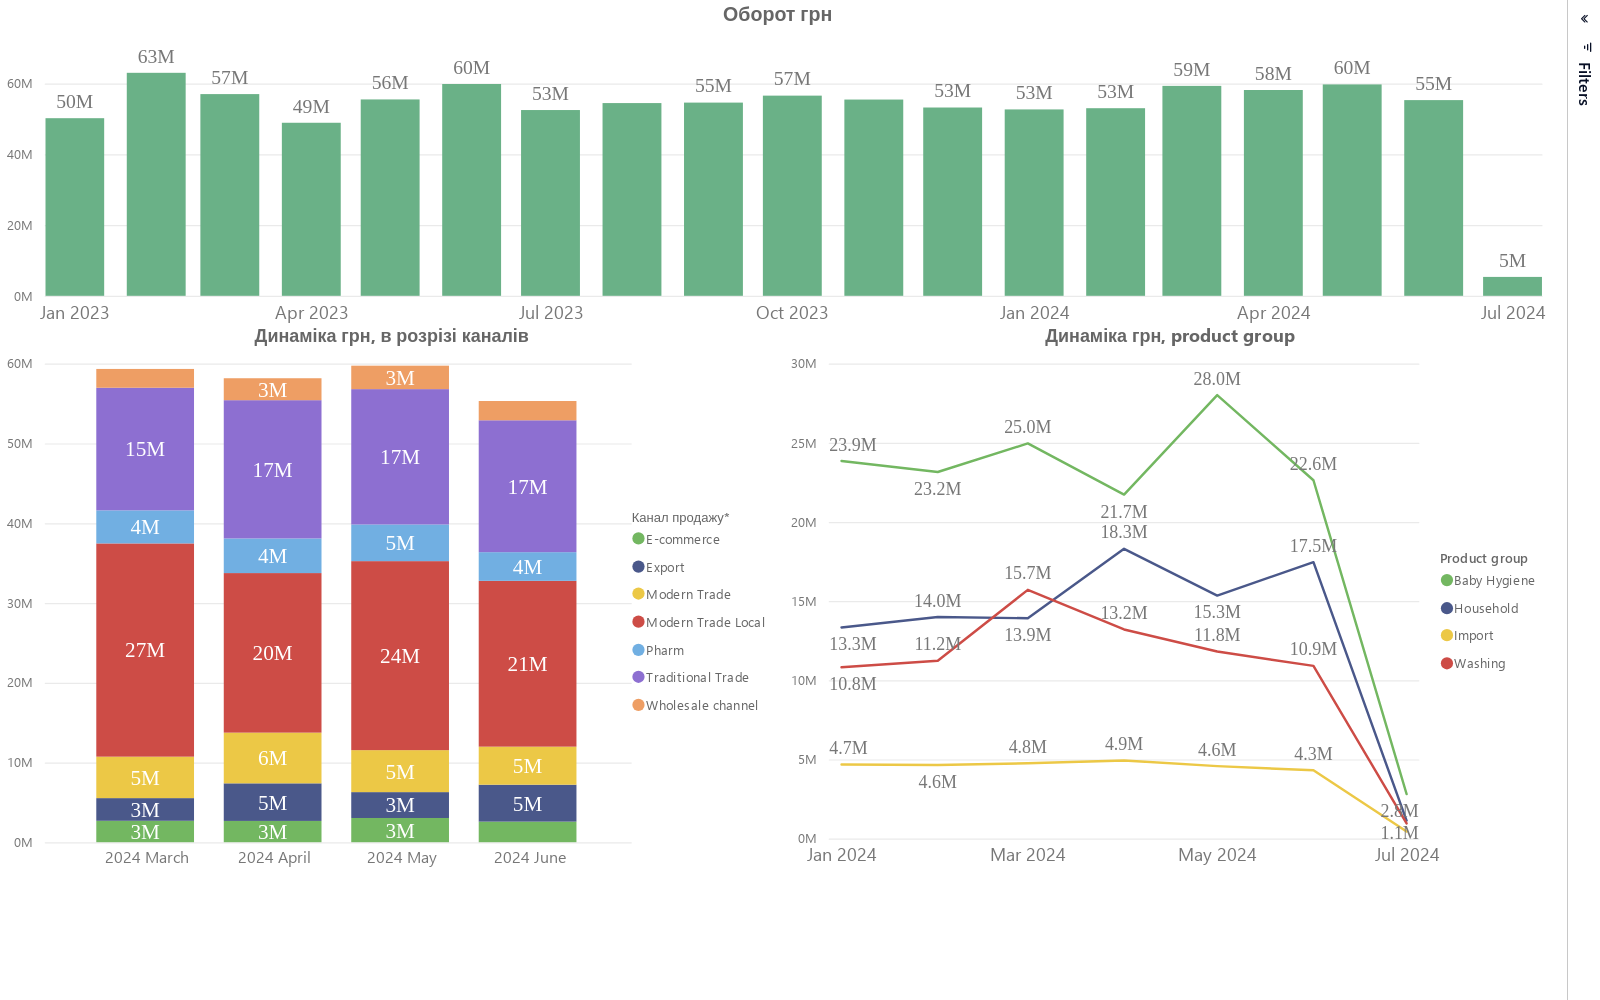 Оборот грн
63M
57M
60M
56M
53M
50M
49M
55M
57M
53M
53M
53M
59M
58M
60M
55M
5M
60M
40M
20M
0M
Jan 2023
Apr 2023
Jul 2023
Oct 2023
Jan 2024
Apr 2024
Jul 2024
Filters
Динаміка грн, в розрізі каналів
60M
50M
40M
30M
20M
10M
0M
15M
4M
27M
5M
3M
3M
3M
17M
4M
20M
6M
5M
3M
3M
17M
5M
24M
5M
3M
3M
17M
4M
21M
5M
5M
2024 March
2024 April
2024 May
2024 June
Канал продажу*
E-commerce
Export
Modern Trade
Modern Trade Local
Pharm
Traditional Trade
Wholesale channel
Динаміка грн, product group
30M
25M
20M
15M
10M
5M
0M
23.9M
23.2M
25.0M
21.7M
28.0M
22.6M
2.8M
13.3M
14.0M
13.9M
18.3M
15.3M
17.5M
1.1M
10.8M
11.2M
15.7M
13.2M
11.8M
10.9M
4.7M
4.6M
4.8M
4.9M
4.6M
4.3M
Jan 2024
Mar 2024
May 2024
Jul 2024
Product group
Baby Hygiene
Household
Import
Washing